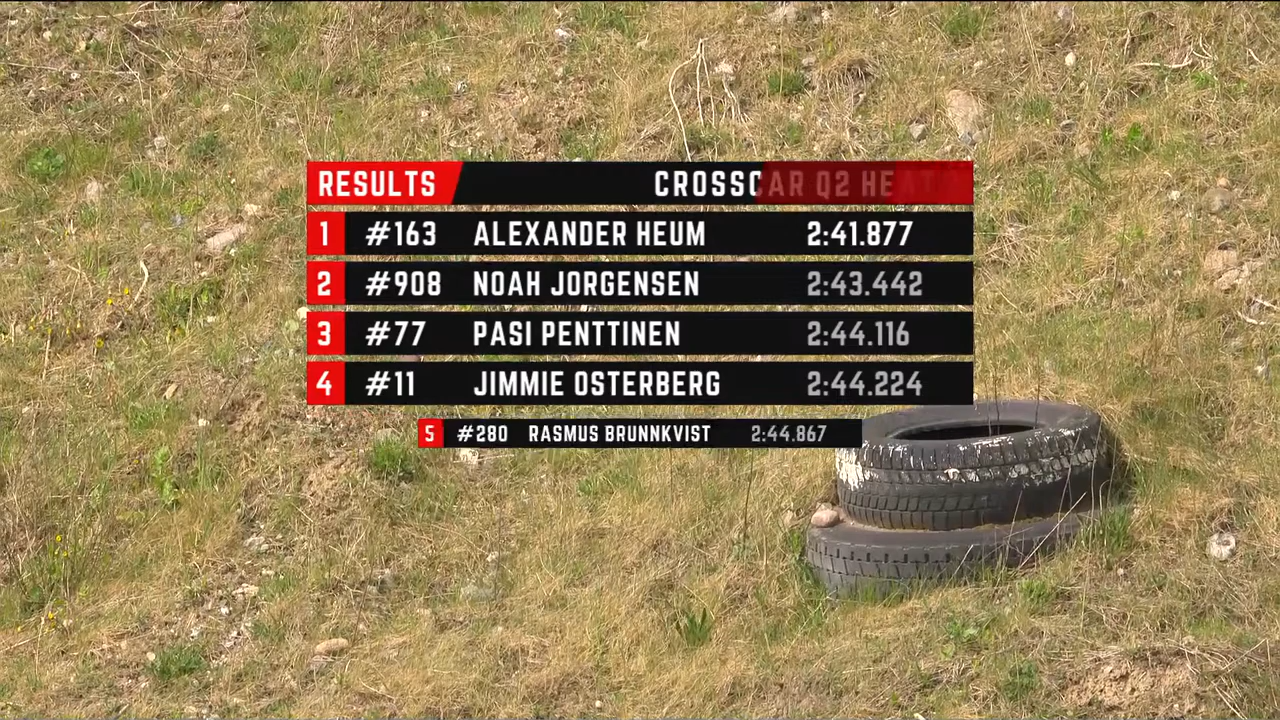 RESULTS CROSSCAR Q2 HEAT
1 #163 ALEXANDER HEUM 2:41.877
2 #908 NOAH JORGENSEN 2:43.442
3 #77 PASI PENTTINEN 2:44.116
4 #11 JIMMIE OSTERBERG 2:44.224
5 #280 RASMUS BRUNNKVIST 2:44.867